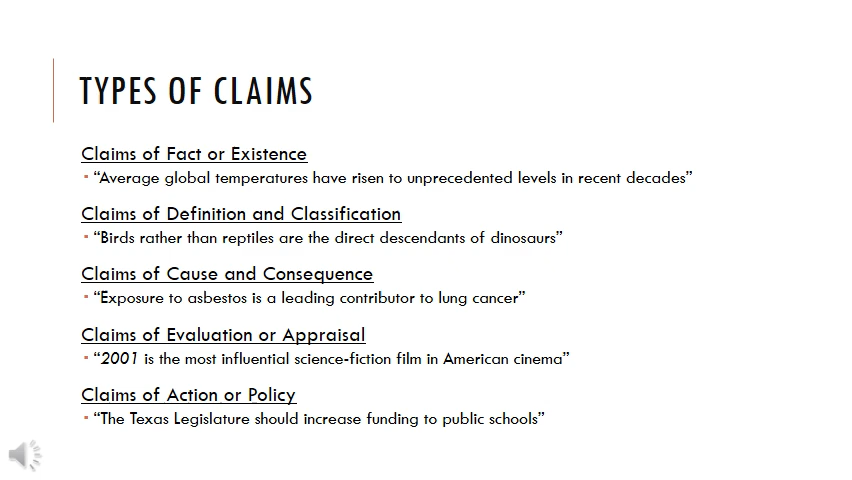 TYPES OF CLAIMS
Claims of Fact or Existence
▪ “Average global temperatures have risen to unprecedented levels in recent decades”
Claims of Definition and Classification
▪ “Birds rather than reptiles are the direct descendants of dinosaurs”
Claims of Cause and Consequence
▪ “Exposure to asbestos is a leading contributor to lung cancer”
Claims of Evaluation or Appraisal
▪ “2001 is the most influential science-fiction film in American cinema”
Claims of Action or Policy
▪ “The Texas Legislature should increase funding to public schools”